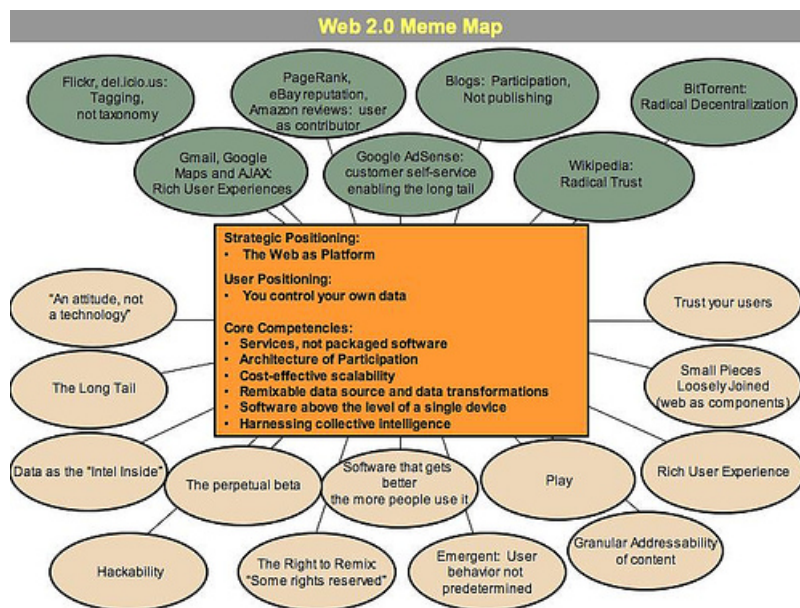 Web 2.0 Meme Map
Flickr, del.icio.us:
Tagging,
not taxonomy
PageRank,
eBay reputation,
Amazon reviews: user
as contributor
Blogs: Participation,
Not publishing
BitTorrent:
Radical Decentralization
Gmail, Google
Maps and AJAX:
Rich User Experiences
Google AdSense:
customer self-service
enabling the long tail
Wikipedia:
Radical Trust
Strategic Positioning:
• The Web as Platform
User Positioning:
• You control your own data
Core Competencies:
• Services, not packaged software
• Architecture of Participation
• Cost-effective scalability
• Remixable data source and data transformations
• Software above the level of a single device
• Harnessing collective intelligence
"An attitude, not
a technology"
Trust your users
The Long Tail
Small Pieces
Loosely Joined
(web as components)
Data as the "Intel Inside"
The perpetual beta
Software that gets
better
the more people use it
Play
Rich User Experience
Hackability
The Right to Remix:
"Some rights reserved"
Emergent: User
behavior not
predetermined
Granular Addressability
of content